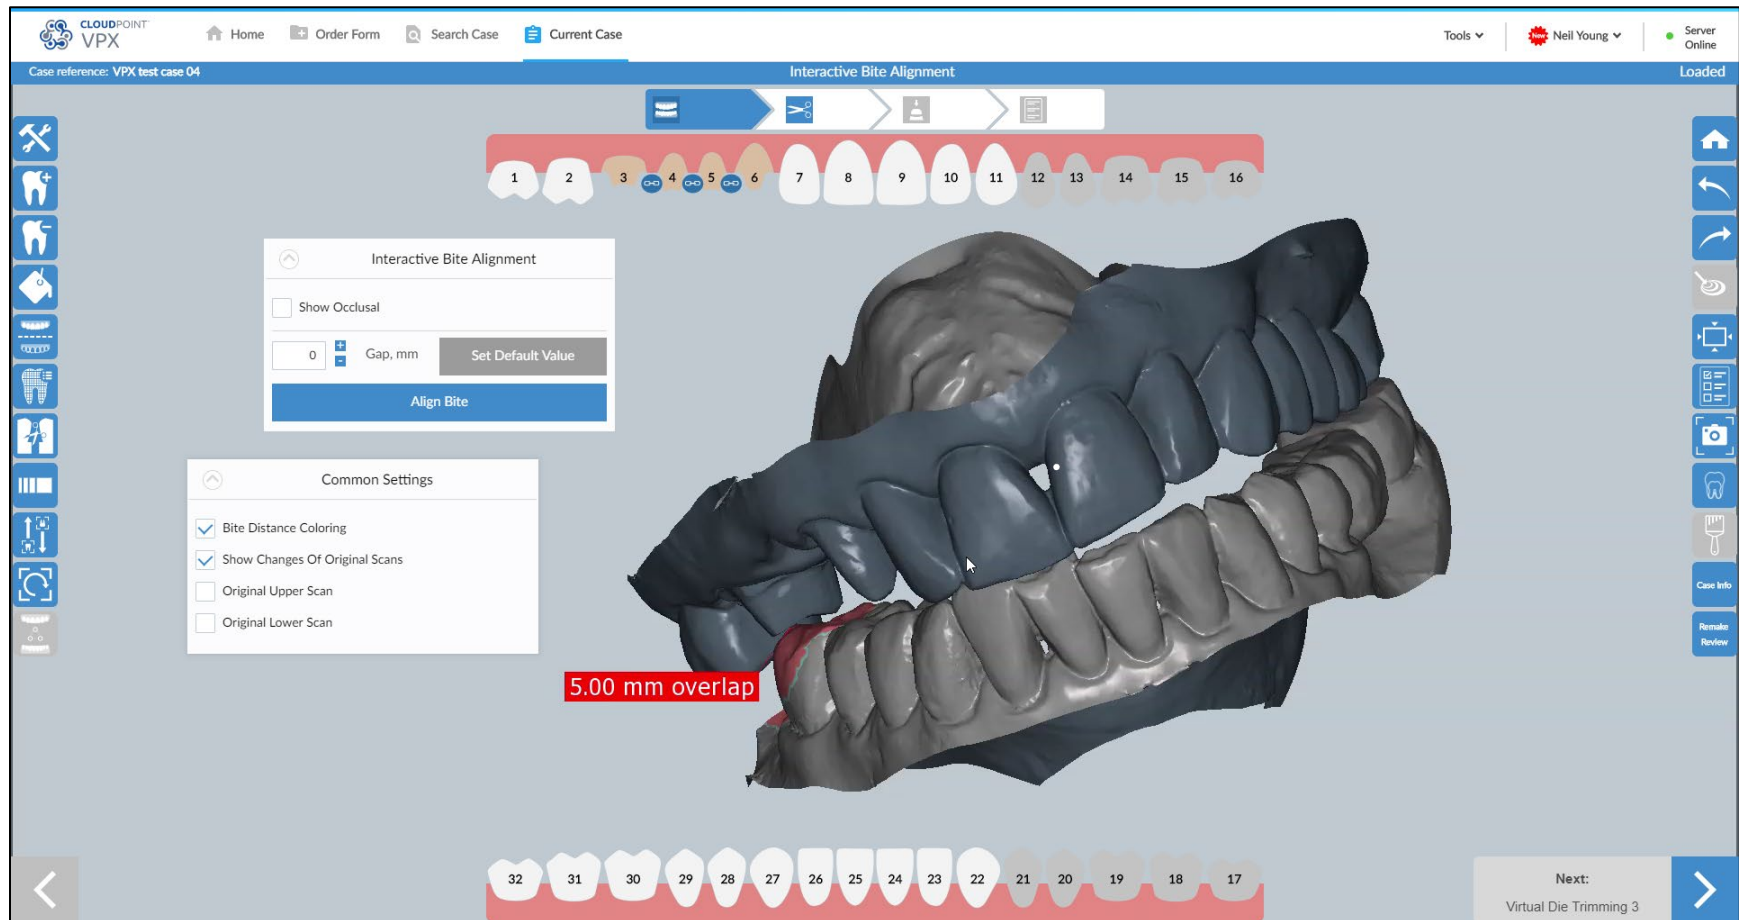 CLOUDPOINT™
VPX
Home
Order Form
Search Case
Current Case
Tools
New
Neil Young
Server
Online
Case reference: VPX test case 04
Interactive Bite Alignment
Loaded
1 2 3 4 5 6 7 8 9 10 11 12 13 14 15 16
Interactive Bite Alignment
Show Occlusal
0
+
-
Gap, mm
Set Default Value
Align Bite
Common Settings
Bite Distance Coloring
Show Changes Of Original Scans
Original Upper Scan
Original Lower Scan
5.00 mm overlap
Case Info
Remake
Review
32 31 30 29 28 27 26 25 24 23 22 21 20 19 18 17
Next:
Virtual Die Trimming 3